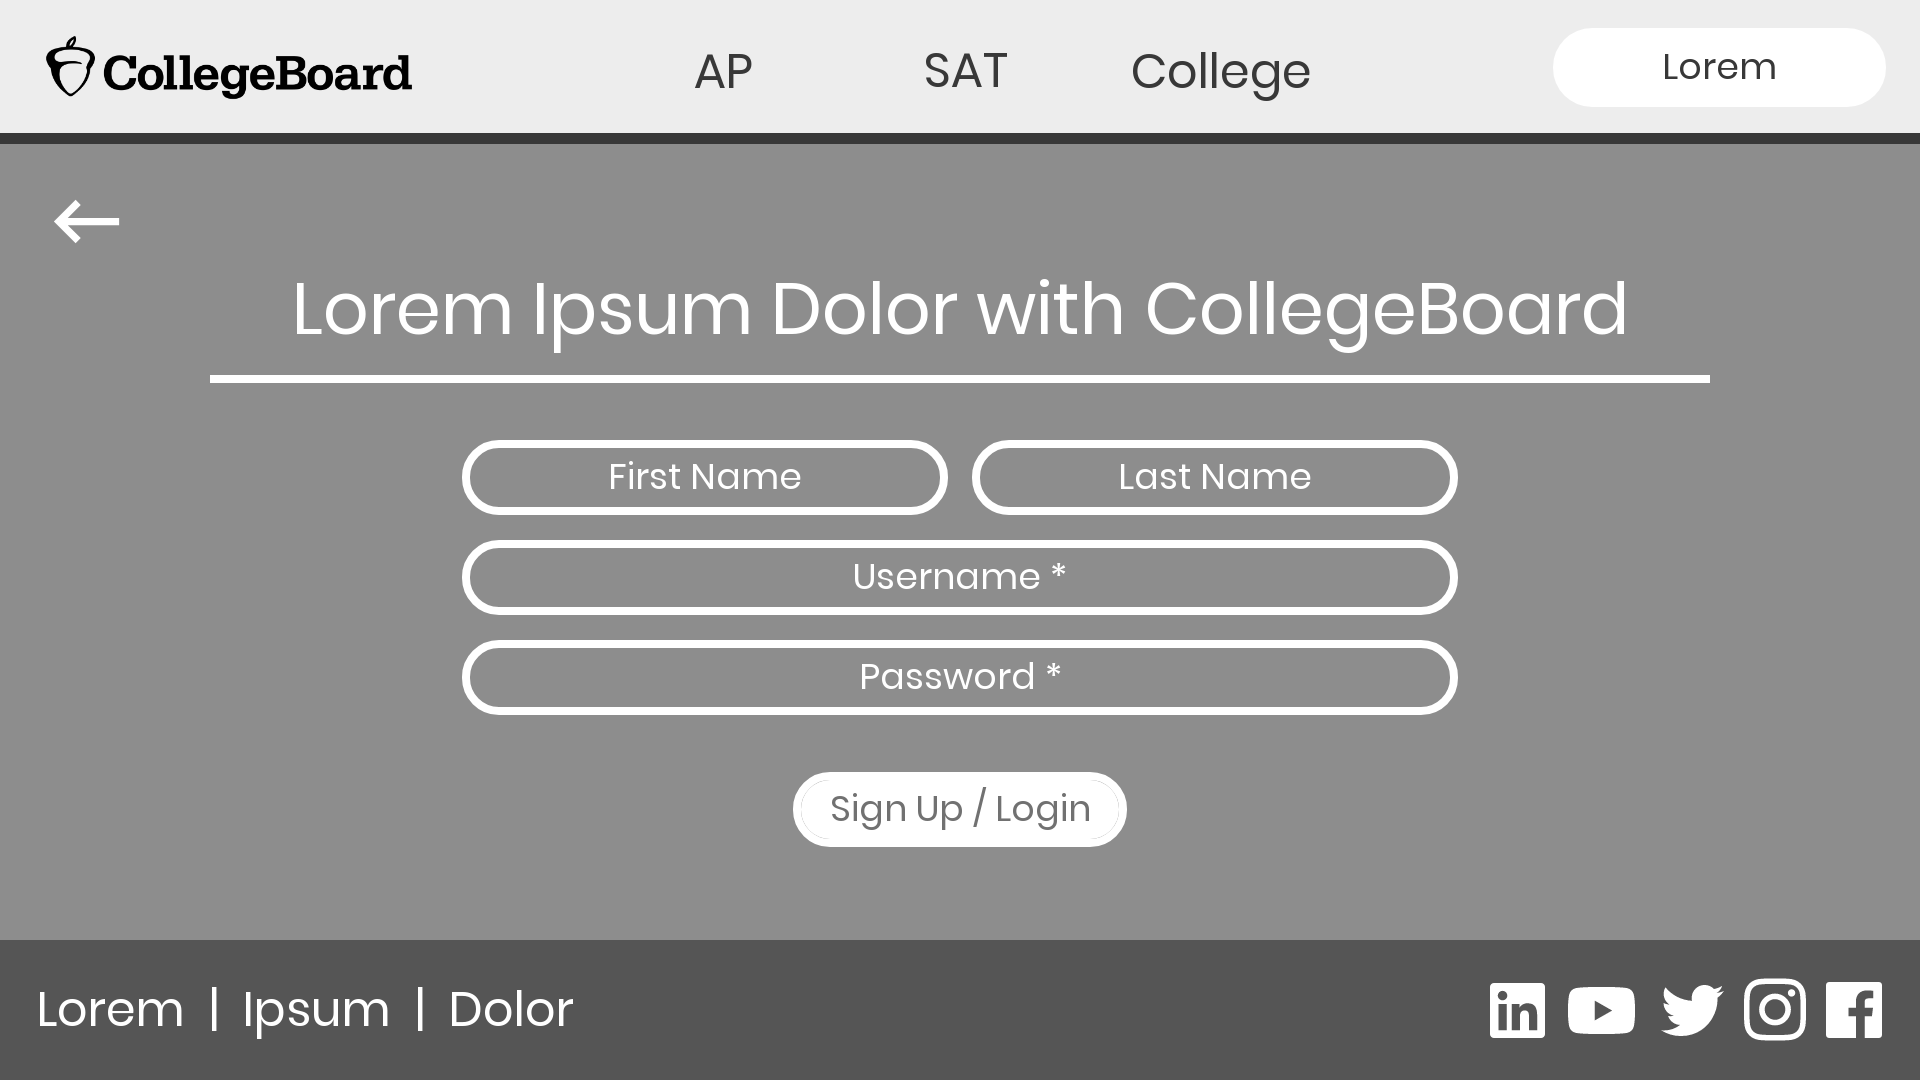 CollegeBoard
AP
SAT
College
Lorem
Lorem Ipsum Dolor with CollegeBoard
First Name
Last Name
Username *
Password *
Sign Up / Login
Lorem | Ipsum | Dolor